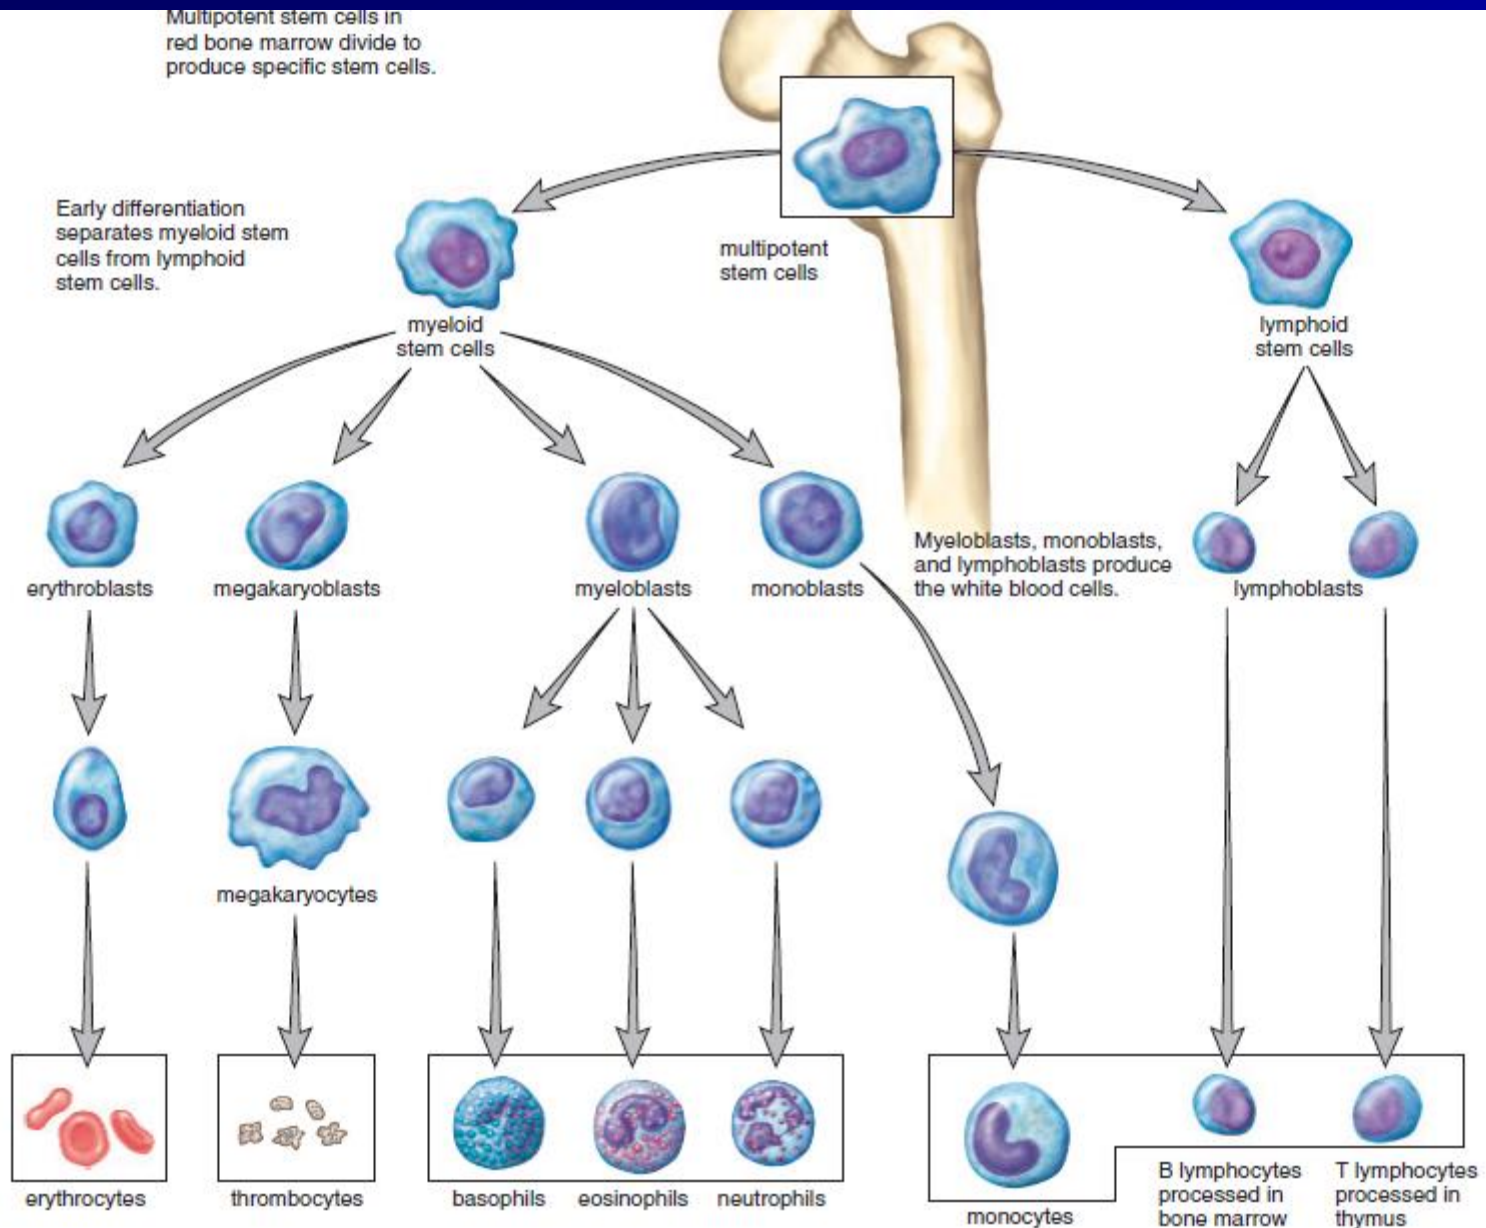 Multipotent stem cells in
red bone marrow divide to
produce specific stem cells.
Early differentiation
separates myeloid stem
cells from lymphoid
stem cells.
multipotent
stem cells
myeloid
stem cells
lymphoid
stem cells
erythroblasts
megakaryoblasts
myeloblasts
monoblasts
Myeloblasts, monoblasts,
and lymphoblasts produce
the white blood cells.
lymphoblasts
megakaryocytes
erythrocytes
thrombocytes
basophils
eosinophils
neutrophils
monocytes
B lymphocytes
processed in
bone marrow
T lymphocytes
processed in
thymus